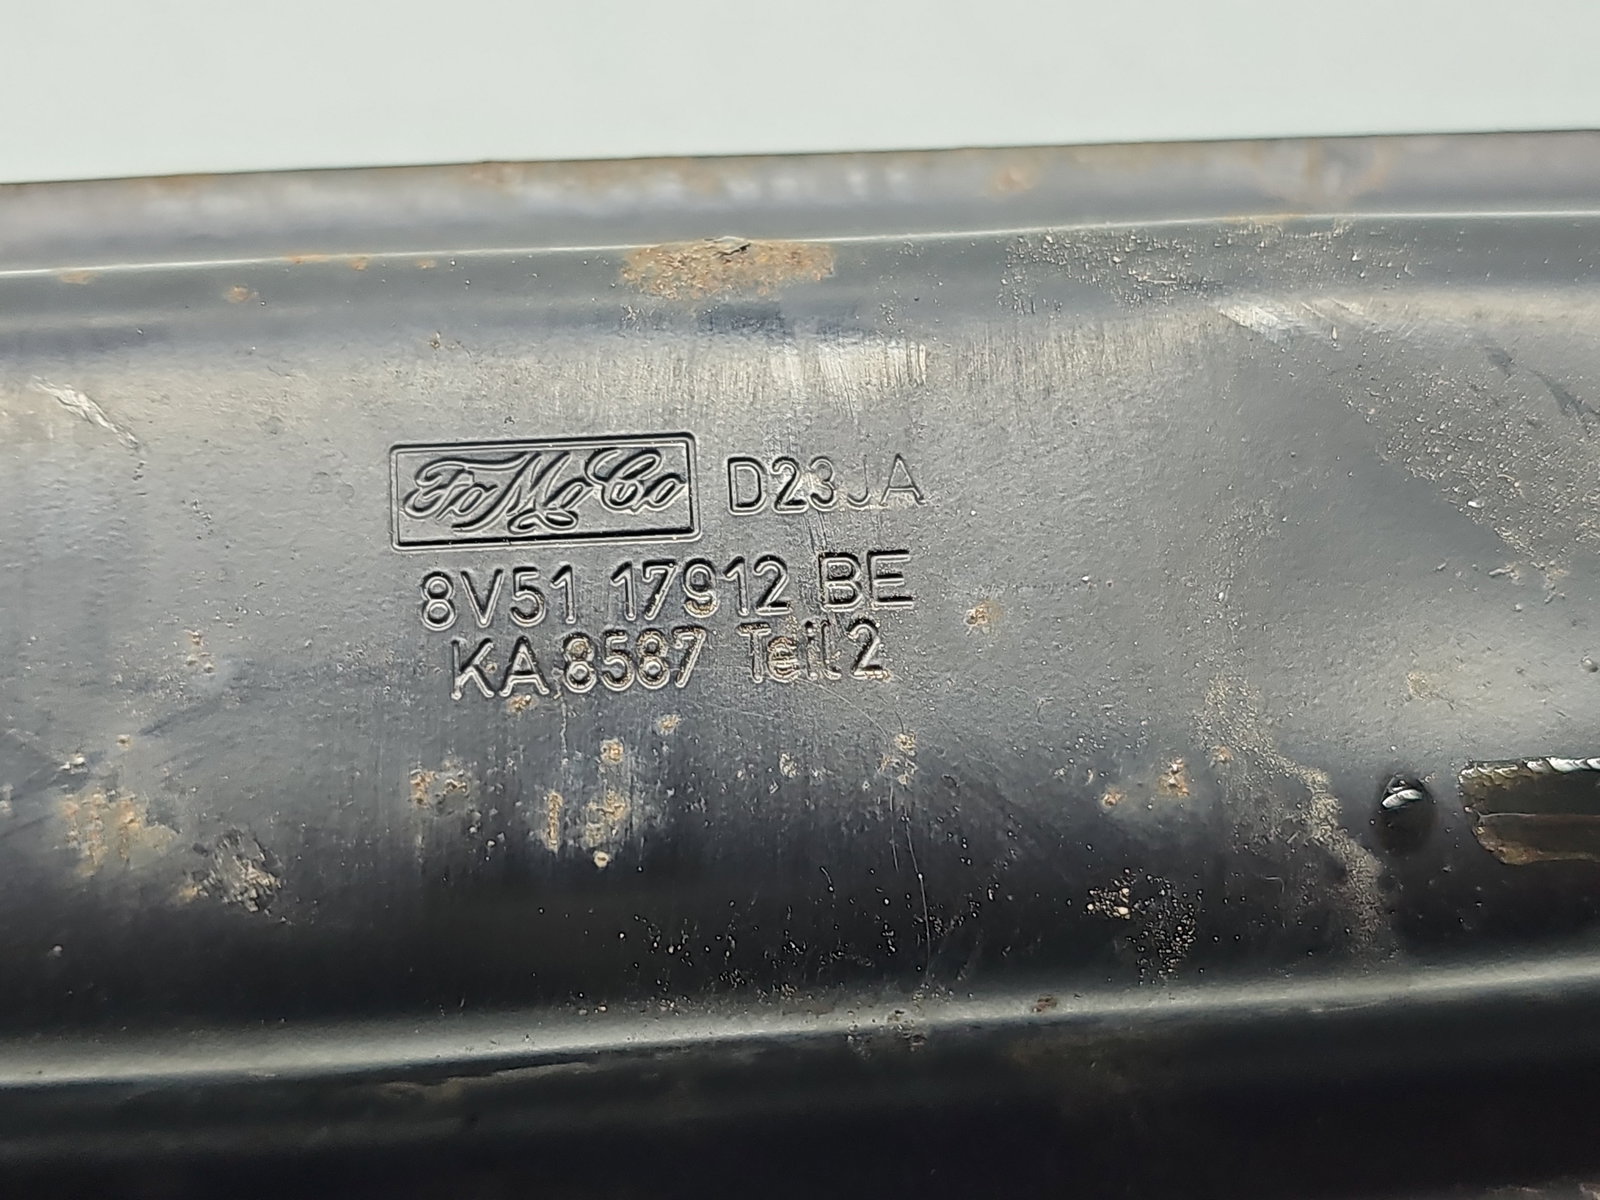 FoMoCo D23JA
8V51 17912 BE
KA 8587 Teil 2